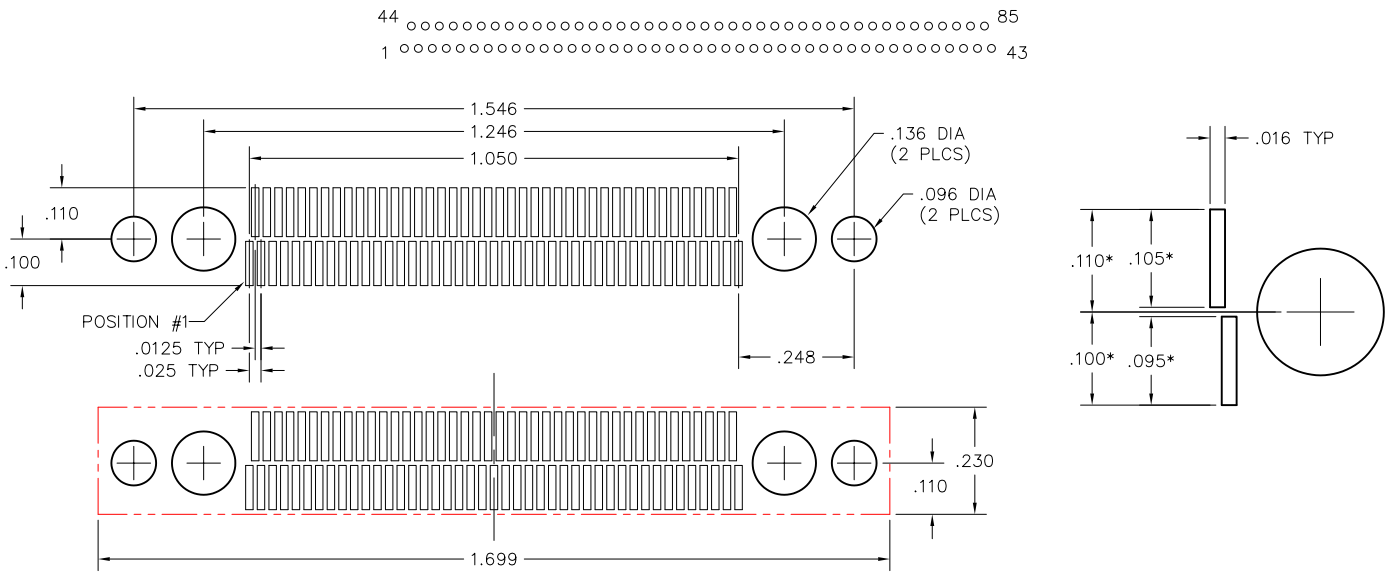 44
85
1
43
1.546
1.246
1.050
.136 DIA
(2 PLCS)
.096 DIA
(2 PLCS)
.110
.100
POSITION #1
.0125 TYP
.025 TYP
.248
.016 TYP
.110*
.105*
.100*
.095*
.230
.110
1.699